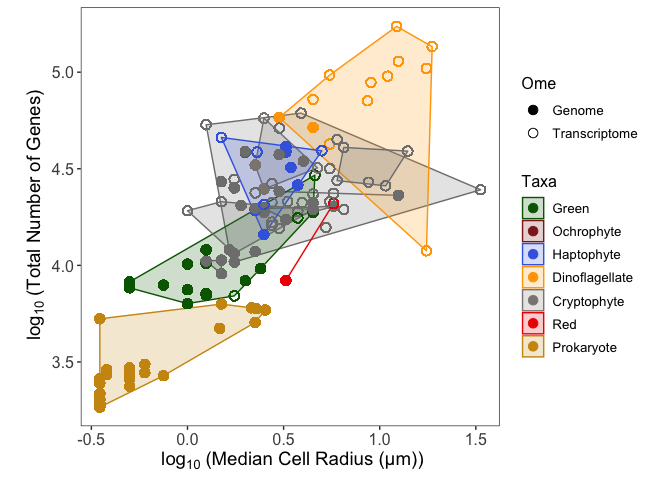 5.0
4.5
4.0
3.5
log10 (Total Number of Genes)
-0.5 0.0 0.5 1.0 1.5
log10 (Median Cell Radius (μm))
Ome
Genome
Transcriptome
Taxa
Green
Ochrophyte
Haptophyte
Dinoflagellate
Cryptophyte
Red
Prokaryote